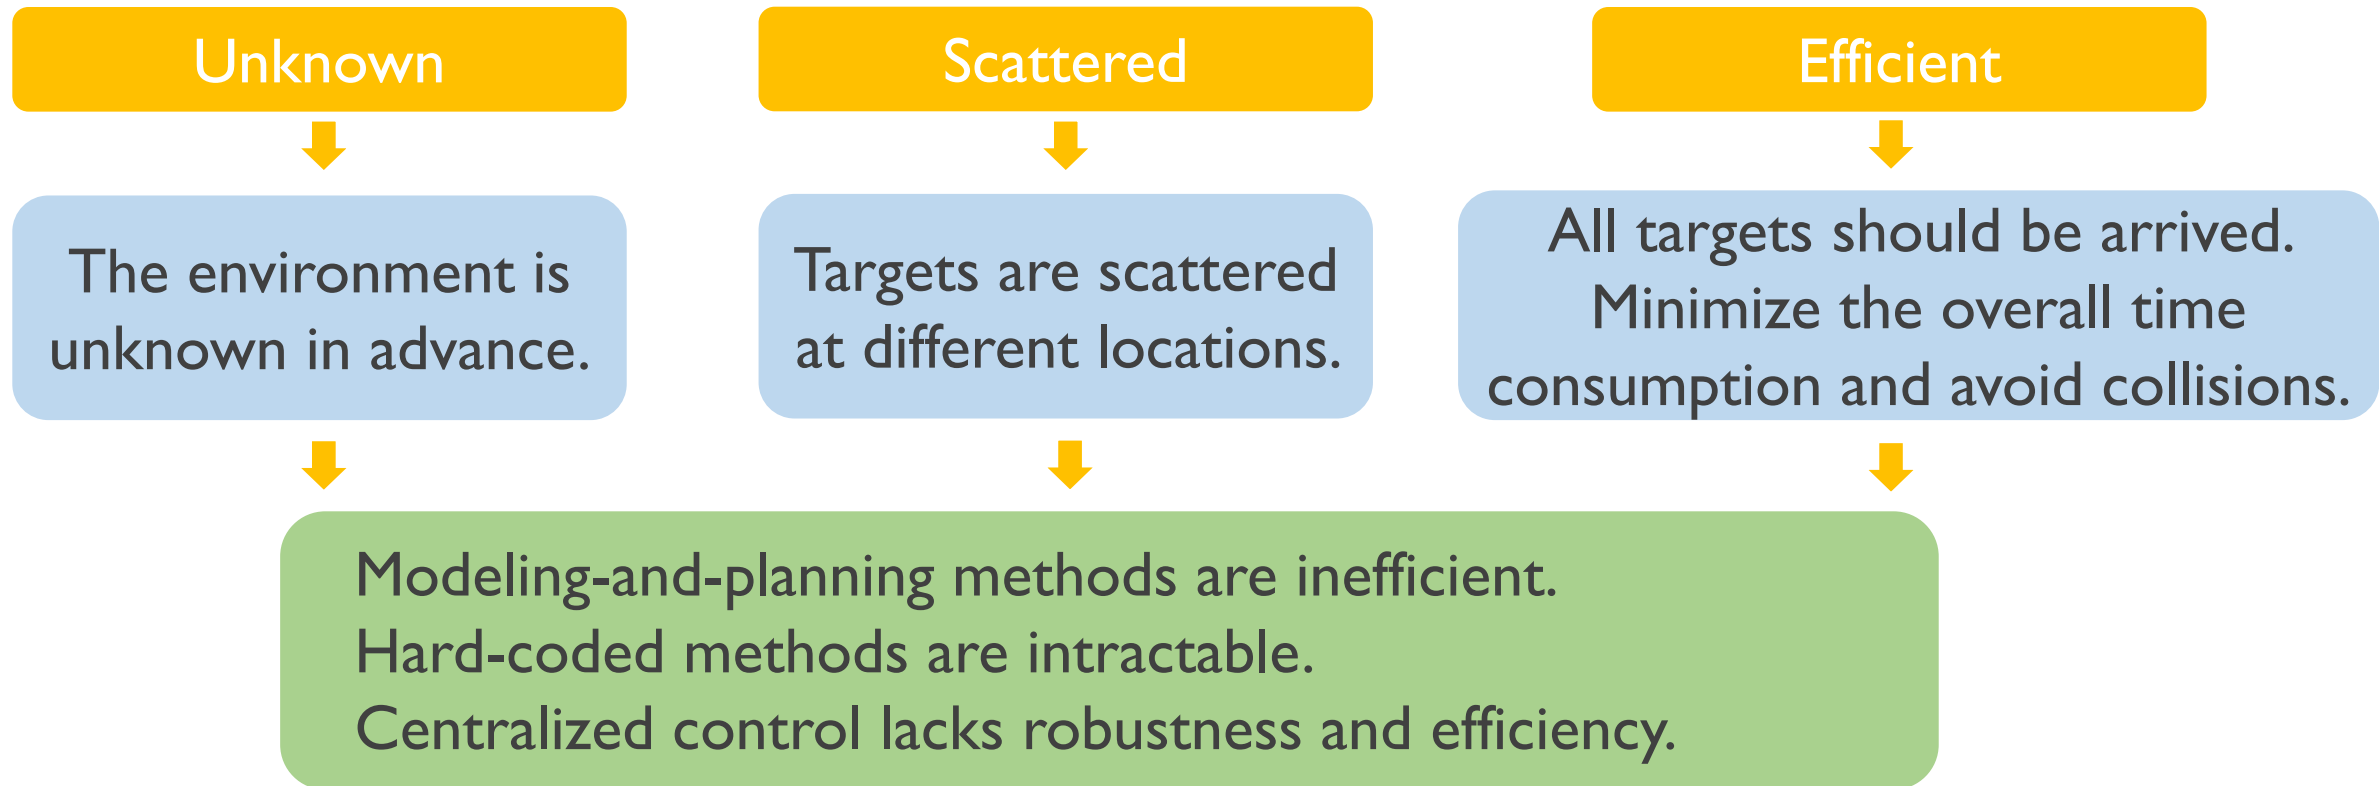 Unknown
Scattered
Efficient
The environment is
unknown in advance.
Targets are scattered
at different locations.
All targets should be arrived.
Minimize the overall time
consumption and avoid collisions.
Modeling-and-planning methods are inefficient.
Hard-coded methods are intractable.
Centralized control lacks robustness and efficiency.